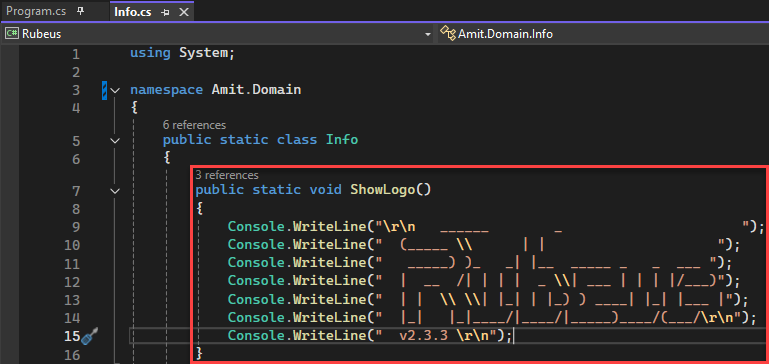 Program.cs Info.cs
Rubeus Amit.Domain.Info
1 using System;
2
3 namespace Amit.Domain
4 {
6 references
5 public static class Info
6 {
3 references
7 public static void ShowLogo()
8 {
9 Console.WriteLine("\r\n   ______        _                      ");
10 Console.WriteLine("  (_____ \\      | |                     ");
11 Console.WriteLine("   _____) )_   _| |__  _____ _   _  ___ ");
12 Console.WriteLine("  |  __  /| | | |  _ \\| ___ | | | |/___)");
13 Console.WriteLine("  | |  \\ \\| |_| | |_) ) ____| |_| |___ |");
14 Console.WriteLine("  |_|   |_|____/|____/|_____)____/(___/\r\n");
15 Console.WriteLine("  v2.3.3 \r\n");
16 }